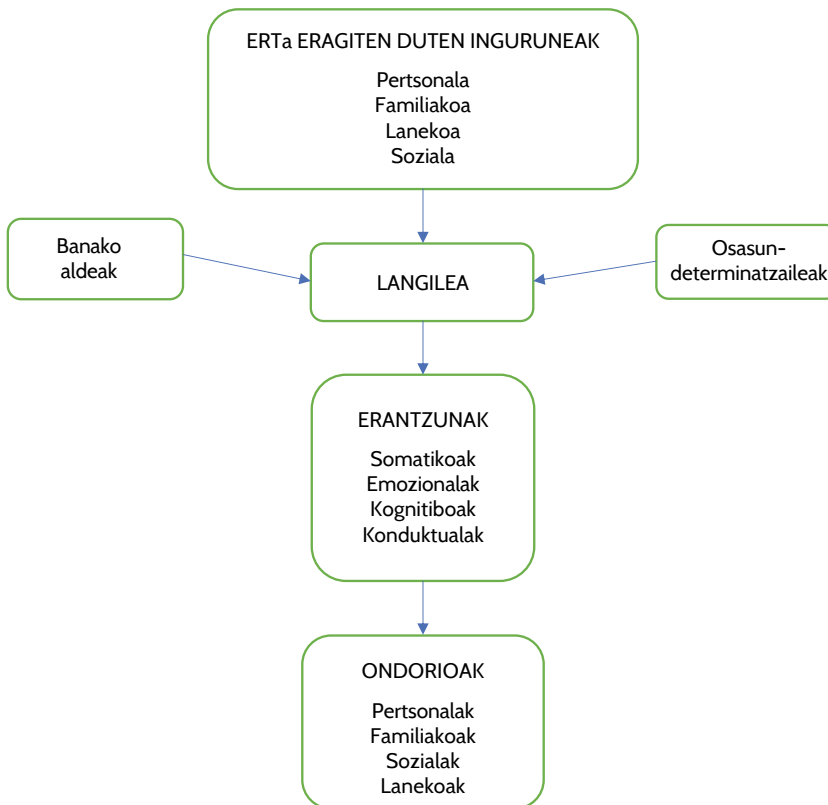 ERTa ERAGITEN DUTEN INGURUNEAK
Pertsonala
Familiakoa
Lanekoa
Soziala
Banako
aldeak
LANGILEA
Osasun-
determinatzaileak
ERANTZUNAK
Somatikoak
Emozionalak
Kognitiboak
Konduktualak
ONDORIOAK
Pertsonalak
Familiakoak
Sozialak
Lanekoak